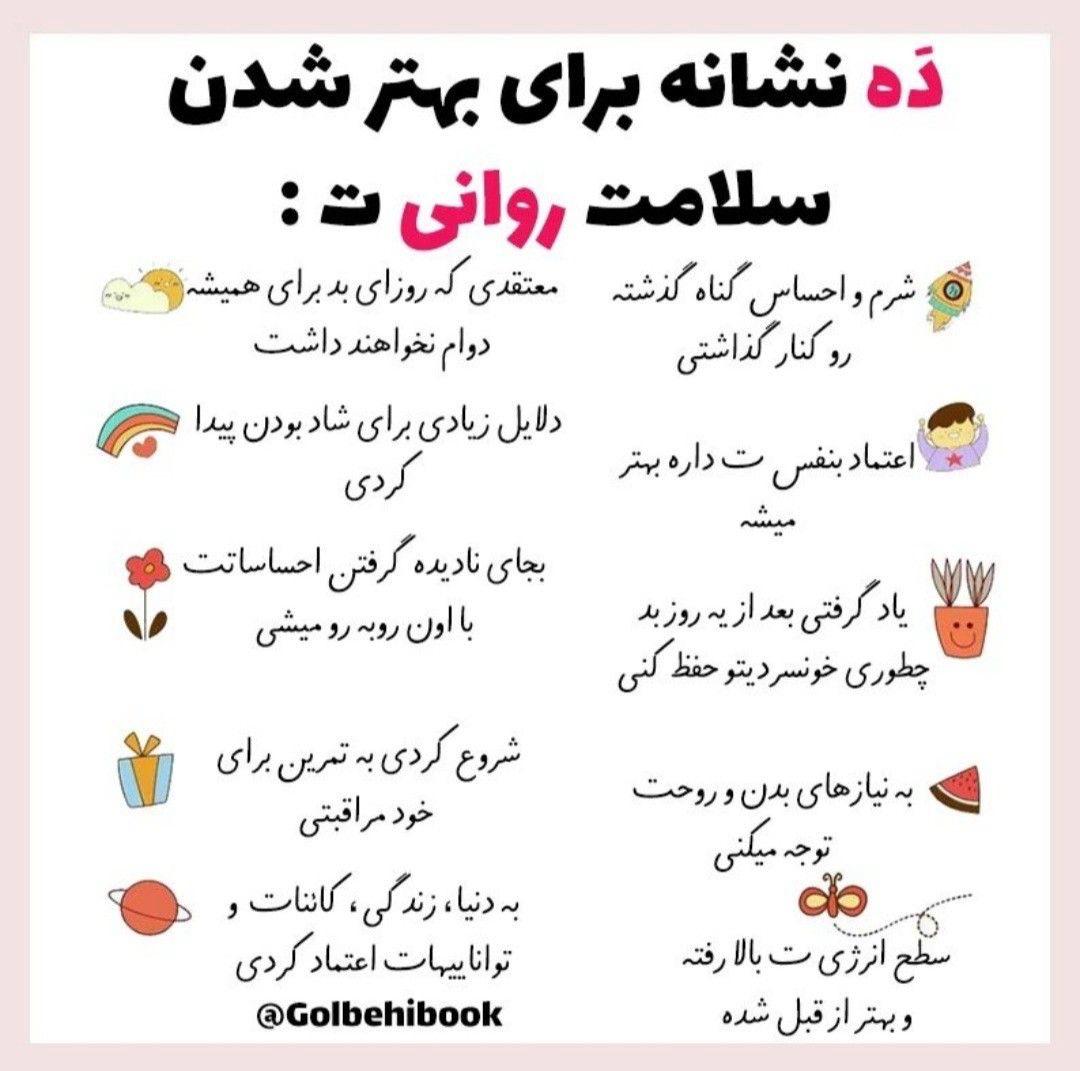 دَه نشانه برای بهتر شدن
سلامت روانی ت :
شرم و احساس گناه گذشته
رو کنار گذاشتی
اعتماد بنفس ت داره بهتر
میشه
یاد گرفتی بعد از یه روز بد
چطوری خونسردیتو حفظ کنی
به نیازهای بدن و روحت
توجه میکنی
سطح انرژی ت بالا رفته
و بهتر از قبل شده
معتقدی که روزای بد برای همیشه
دوام نخواهند داشت
دلایل زیادی برای شاد بودن پیدا
کردی
بجای نادیده گرفتن احساساتت
با اون روبه رو میشی
شروع کردی به تمرین برای
خود مراقبتی
به دنیا، زندگی، کائنات و
تواناییهات اعتماد کردی
@Golbehibook